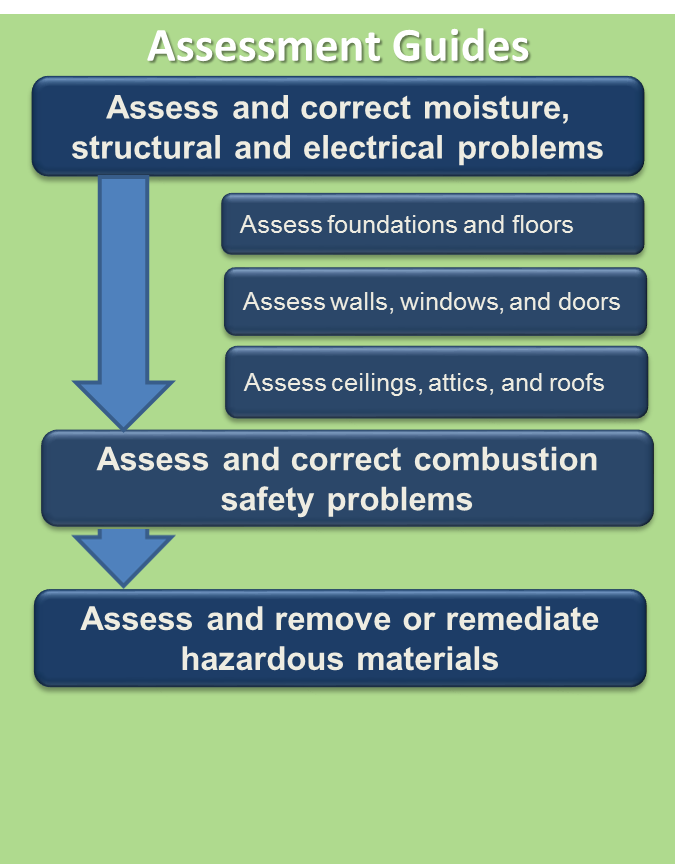 Assessment Guides
Assess and correct moisture,
structural and electrical problems
Assess foundations and floors
Assess walls, windows, and doors
Assess ceilings, attics, and roofs
Assess and correct combustion
safety problems
Assess and remove or remediate
hazardous materials